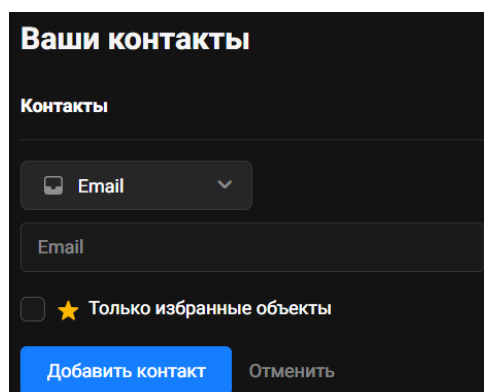 Ваши контакты
Контакты
Email
Email
Только избранные объекты
Добавить контакт Отменить